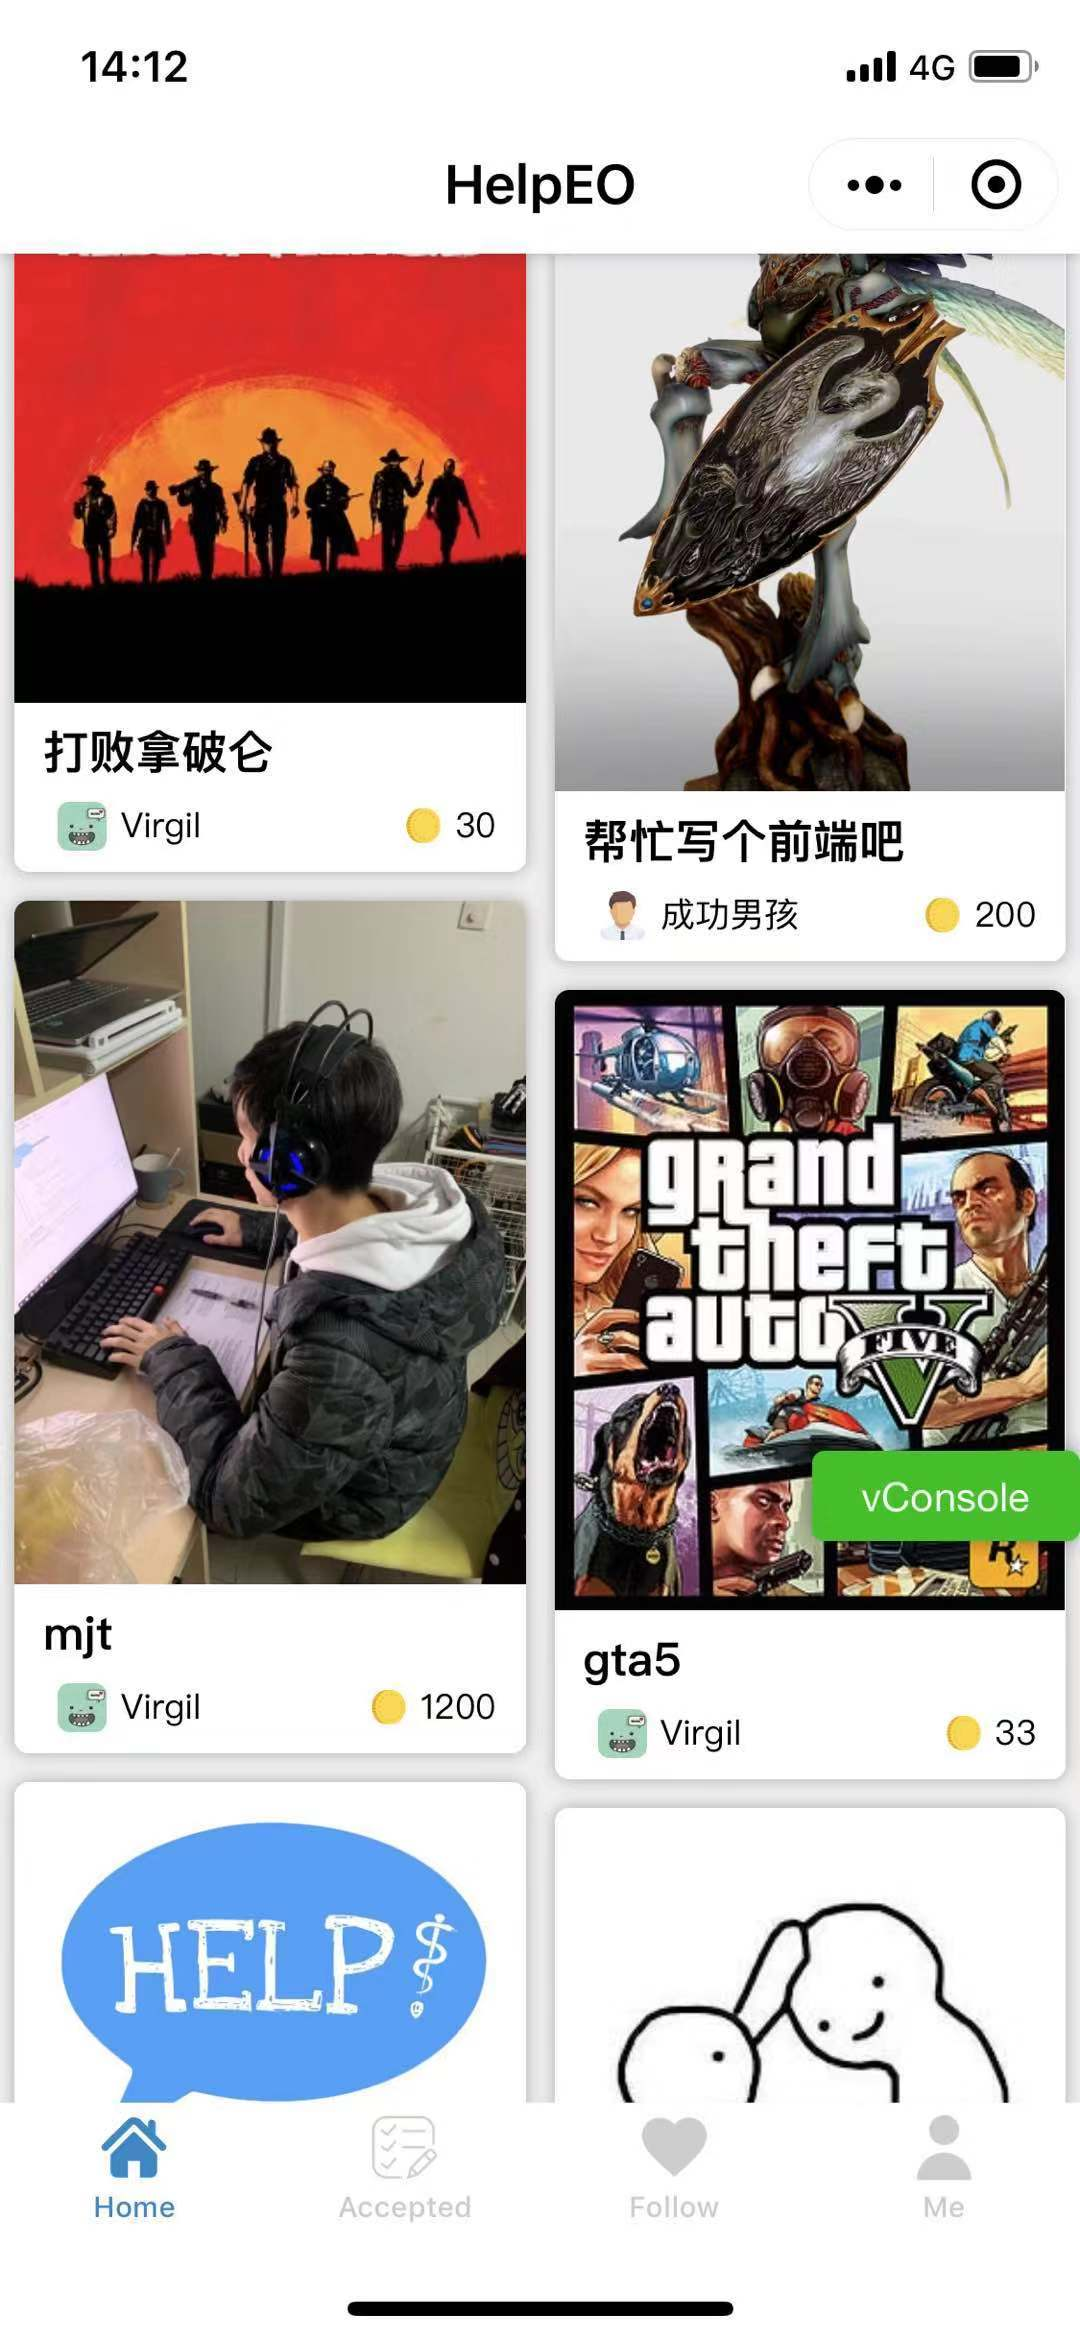 14:12
4G
HelpEO
打败拿破仑
Virgil
30
帮忙写个前端吧
成功男孩
200
grand
theft
auto
FIVE
V
R
vConsole
mjt
Virgil
1200
gta5
Virgil
33
HELP!
Home
Accepted
Follow
Me